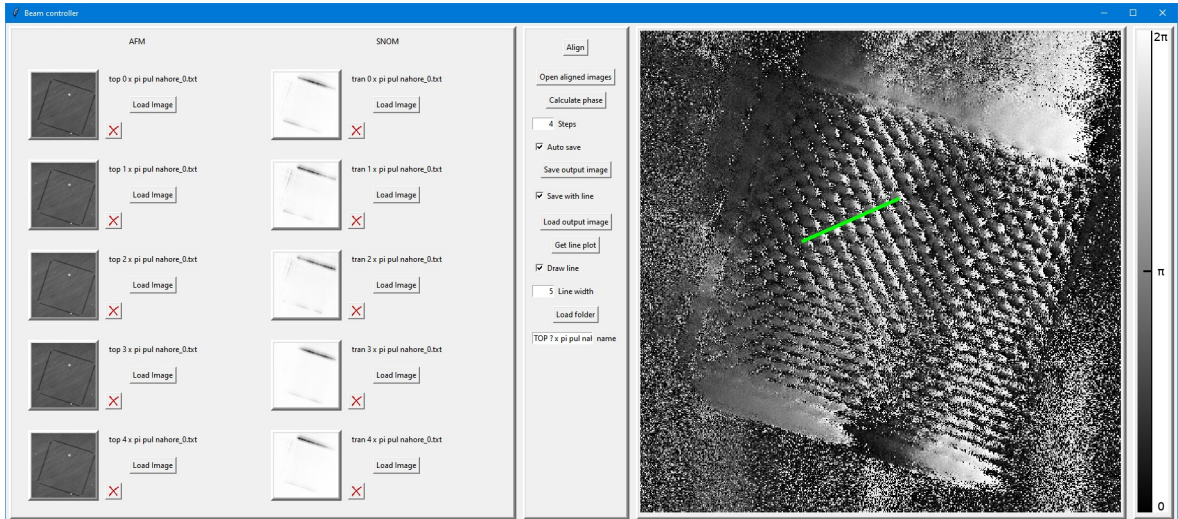 Beam controller
AFM
SNOM
top 0 x pi pul nahore_0.txt
Load Image
tran 0 x pi pul nahore_0.txt
Load Image
top 1 x pi pul nahore_0.txt
Load Image
tran 1 x pi pul nahore_0.txt
Load Image
top 2 x pi pul nahore_0.txt
Load Image
tran 2 x pi pul nahore_0.txt
Load Image
top 3 x pi pul nahore_0.txt
Load Image
tran 3 x pi pul nahore_0.txt
Load Image
top 4 x pi pul nahore_0.txt
Load Image
tran 4 x pi pul nahore_0.txt
Load Image
Align
Open aligned images
Calculate phase
4 Steps
Auto save
Save output image
Save with line
Load output image
Get line plot
Draw line
5 Line width
Load folder
TOP ? x pi pul nal name
2π
π
0